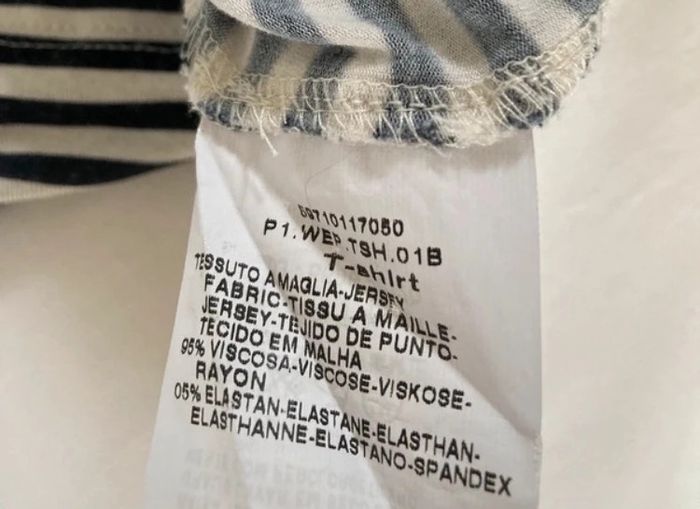 59710117050
P1.WEP.TSH.01B
T-shirt
TESSUTO A MAGLIA-JERSEY
FABRIC-TISSU A MAILLE-
JERSEY-TEJIDO DE PUNTO-
TECIDO EM MALHA
95% VISCOSA-VISCOSE-VISKOSE-
RAYON
05% ELASTAN-ELASTANE-ELASTHAN-
ELASTHANNE-ELASTANO-SPANDEX